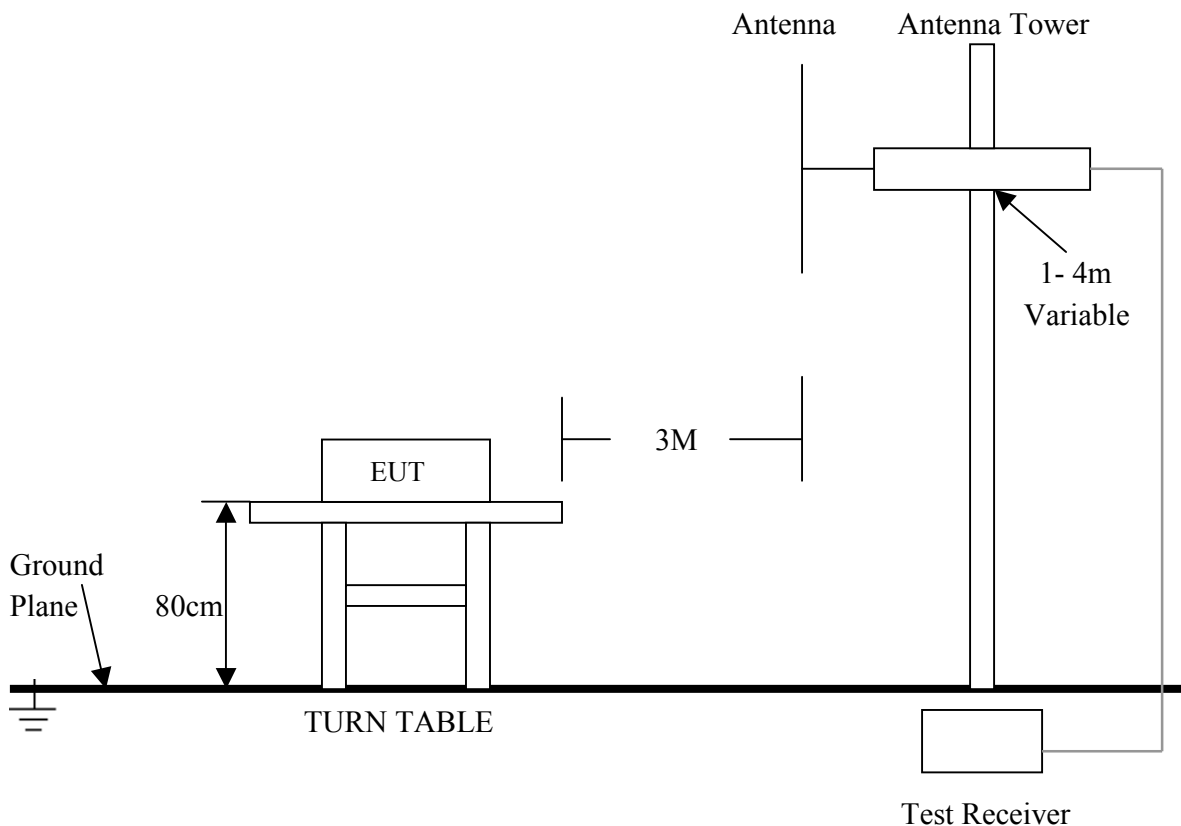 Antenna
Antenna Tower
1- 4m
Variable
3M
EUT
Ground
Plane
80cm
TURN TABLE
Test Receiver